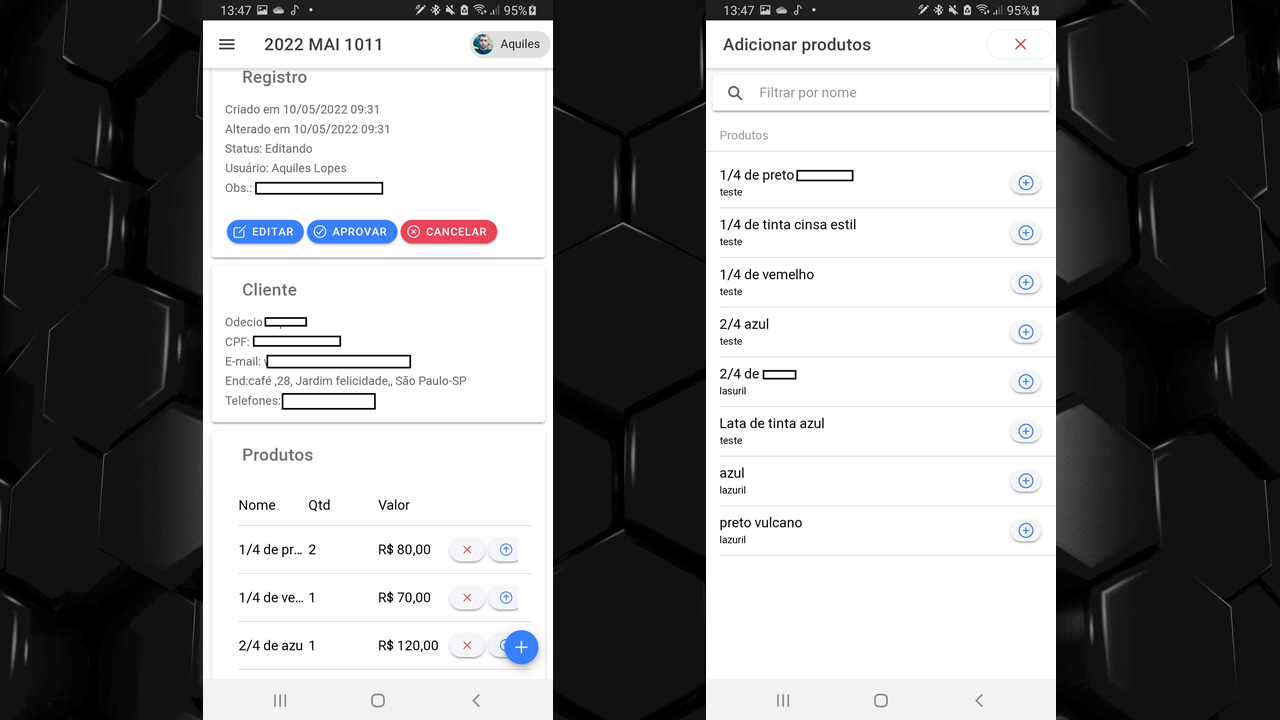 13:47
95%
2022 MAI 1011
Aquiles
Registro
Criado em 10/05/2022 09:31
Alterado em 10/05/2022 09:31
Status: Editando
Usuário: Aquiles Lopes
Obs.:
EDITAR
APROVAR
CANCELAR
Cliente
Odecio
CPF:
E-mail:
End:café ,28, Jardim felicidade,, São Paulo-SP
Telefones:
Produtos
Nome Qtd Valor
1/4 de pr... 2 R$ 80,00
1/4 de ve... 1 R$ 70,00
2/4 de azu 1 R$ 120,00
13:47
95%
Adicionar produtos
Filtrar por nome
Produtos
1/4 de preto
teste
1/4 de tinta cinsa estil
teste
1/4 de vemelho
teste
2/4 azul
teste
2/4 de
lasuril
Lata de tinta azul
teste
azul
lazuril
preto vulcano
lazuril